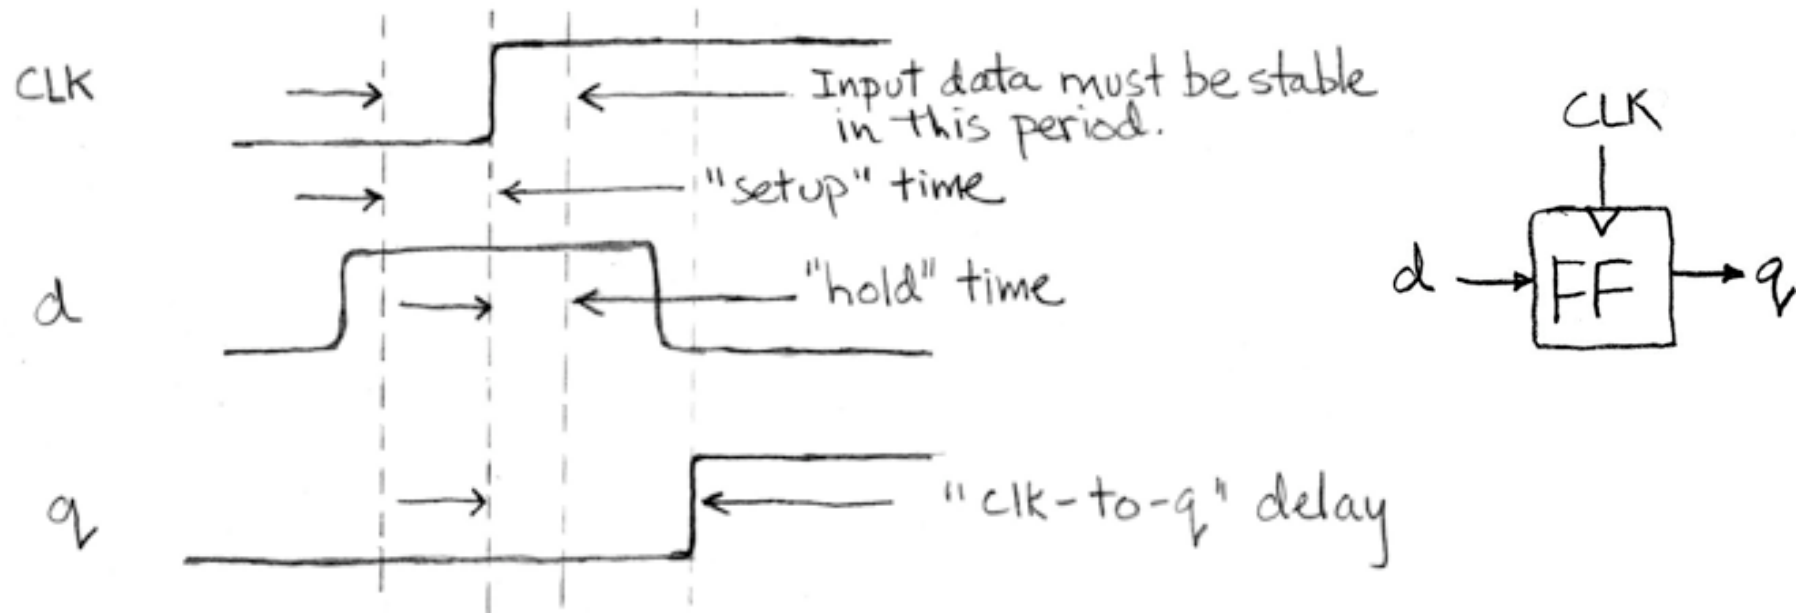 CLK
Input data must be stable
in this period.
"setup" time
d
"hold" time
q
"clk-to-q" delay
CLK
d
FF
q